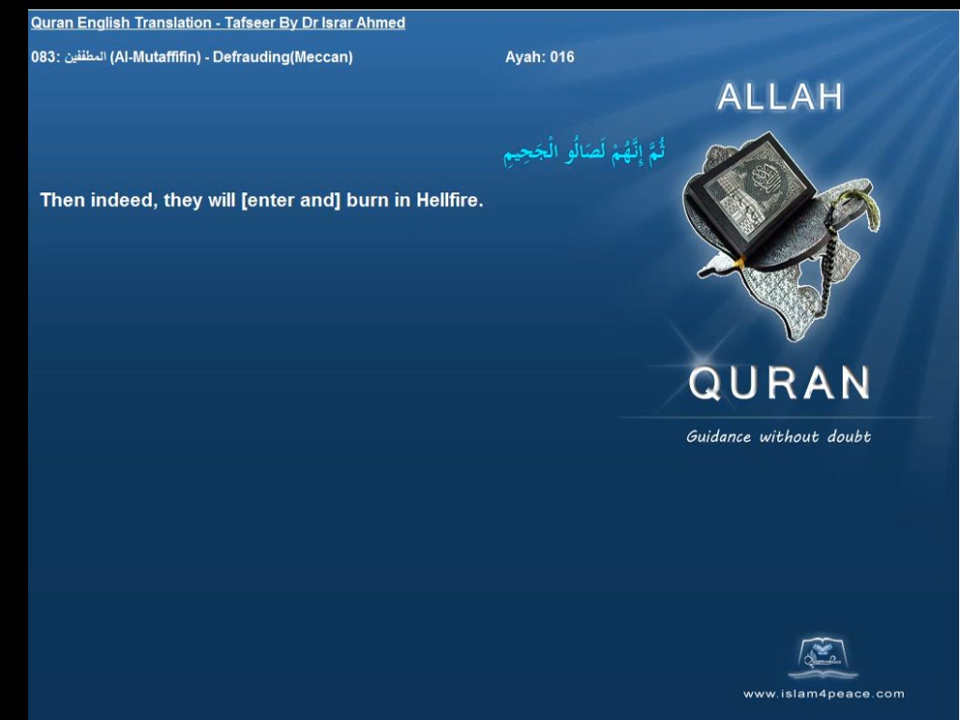 Quran English Translation - Tafseer By Dr Israr Ahmed
083: المطففين (Al-Mutaffifin) - Defrauding(Meccan) Ayah: 016
ALLAH
ثُمَّ إِنَّهُمْ لَصَالُو الْجَحِيمِ
Then indeed, they will [enter and] burn in Hellfire.
QURAN
Guidance without doubt
www.islam4peace.com